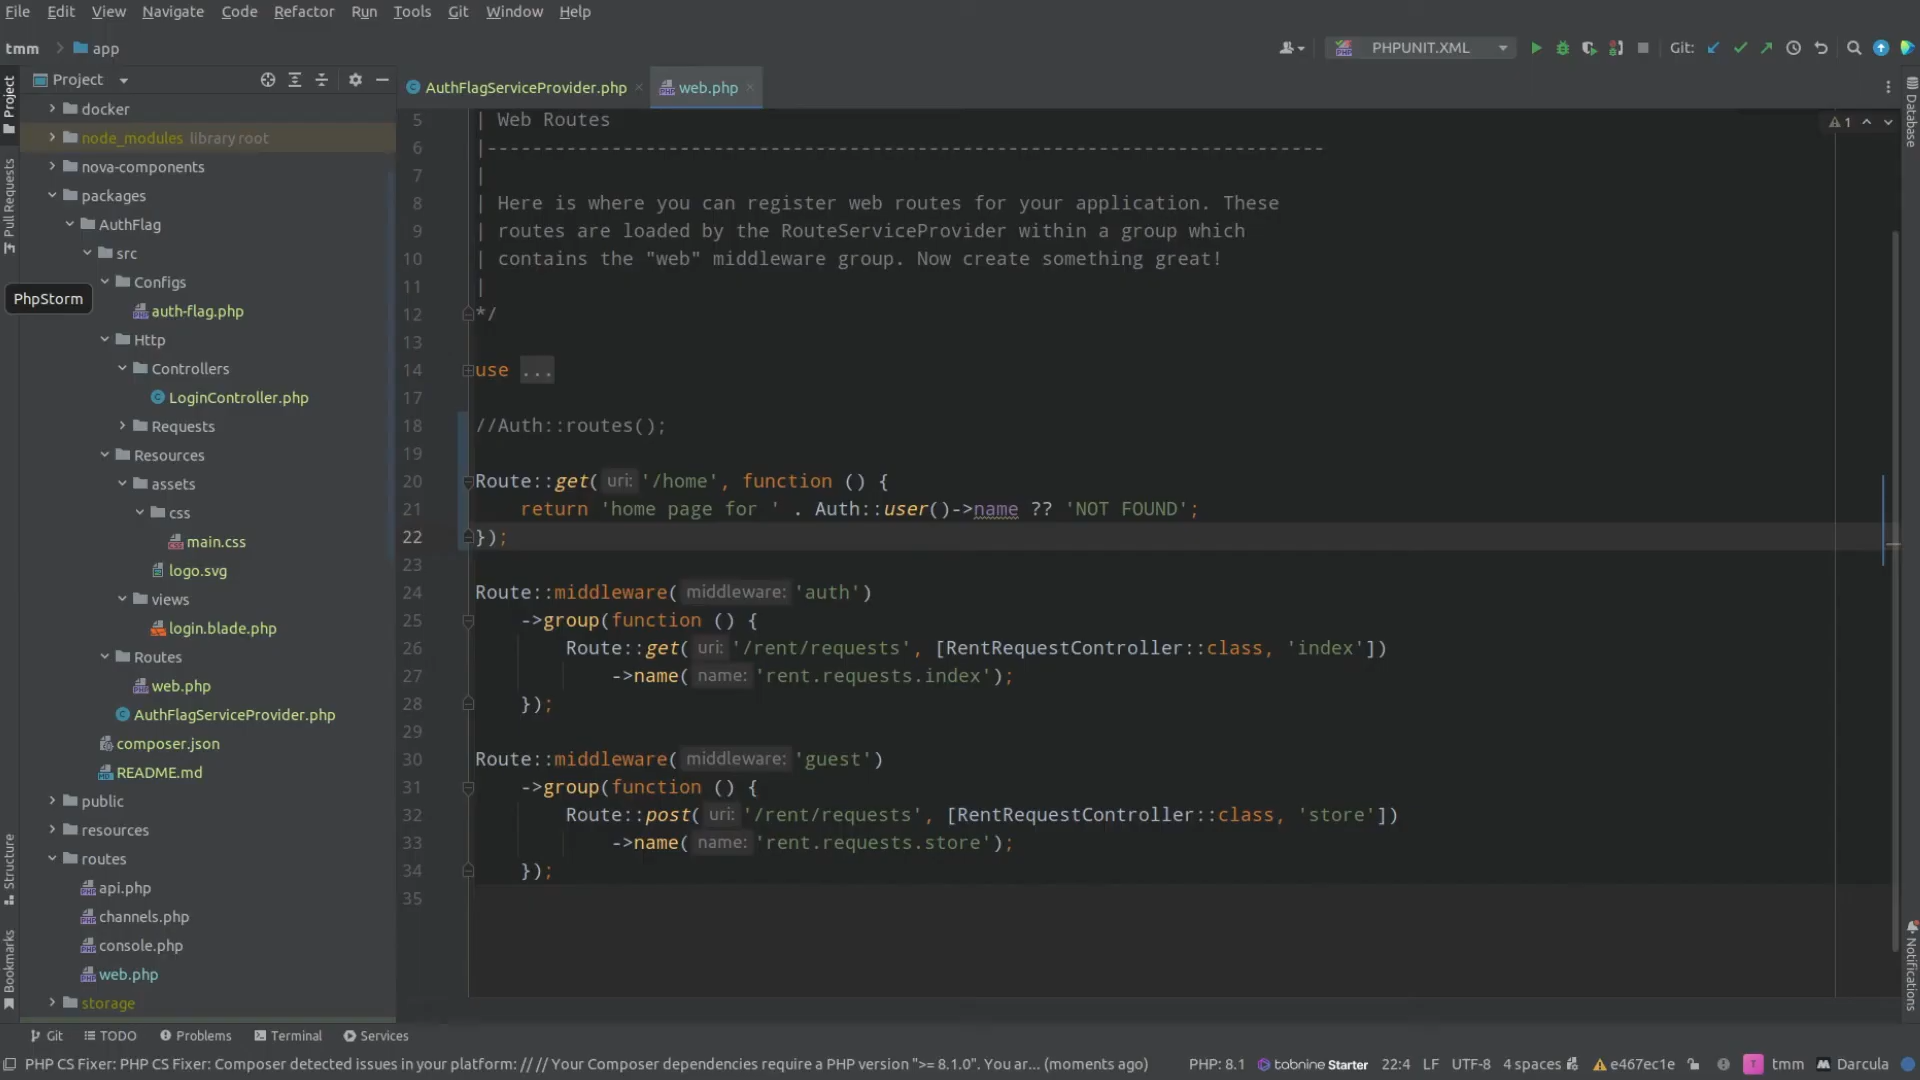 File Edit View Navigate Code Refactor Run Tools Git Window Help
tmm app
PHPUNIT.XML Git:
Project
AuthFlagServiceProvider.php web.php
Project
Pull Requests
PhpStorm
Structure
Bookmarks
docker
node_modules library root
nova-components
packages
AuthFlag
src
Configs
auth-flag.php
Http
Controllers
LoginController.php
Requests
Resources
assets
css
main.css
logo.svg
views
login.blade.php
Routes
web.php
AuthFlagServiceProvider.php
composer.json
README.md
public
resources
routes
api.php
channels.php
console.php
web.php
storage
5 | Web Routes
6 |--------------------------------------------------------------------------
7 |
8 | Here is where you can register web routes for your application. These
9 | routes are loaded by the RouteServiceProvider within a group which
10 | contains the "web" middleware group. Now create something great!
11 |
12 */
13
14 use ...
17
18 //Auth::routes();
19
20 Route::get( uri: '/home', function () {
21 return 'home page for ' . Auth::user()->name ?? 'NOT FOUND';
22 });
23
24 Route::middleware( middleware: 'auth')
25 ->group(function () {
26 Route::get( uri: '/rent/requests', [RentRequestController::class, 'index'])
27 ->name( name: 'rent.requests.index');
28 });
29
30 Route::middleware( middleware: 'guest')
31 ->group(function () {
32 Route::post( uri: '/rent/requests', [RentRequestController::class, 'store'])
33 ->name( name: 'rent.requests.store');
34 });
35
1
Database
Notifications
Git TODO Problems Terminal Services
PHP CS Fixer: PHP CS Fixer: Composer detected issues in your platform: // // Your Composer dependencies require a PHP version ">= 8.1.0". You ar... (moments ago) PHP: 8.1 tabnine Starter 22:4 LF UTF-8 4 spaces e467ec1e T tmm Darcula